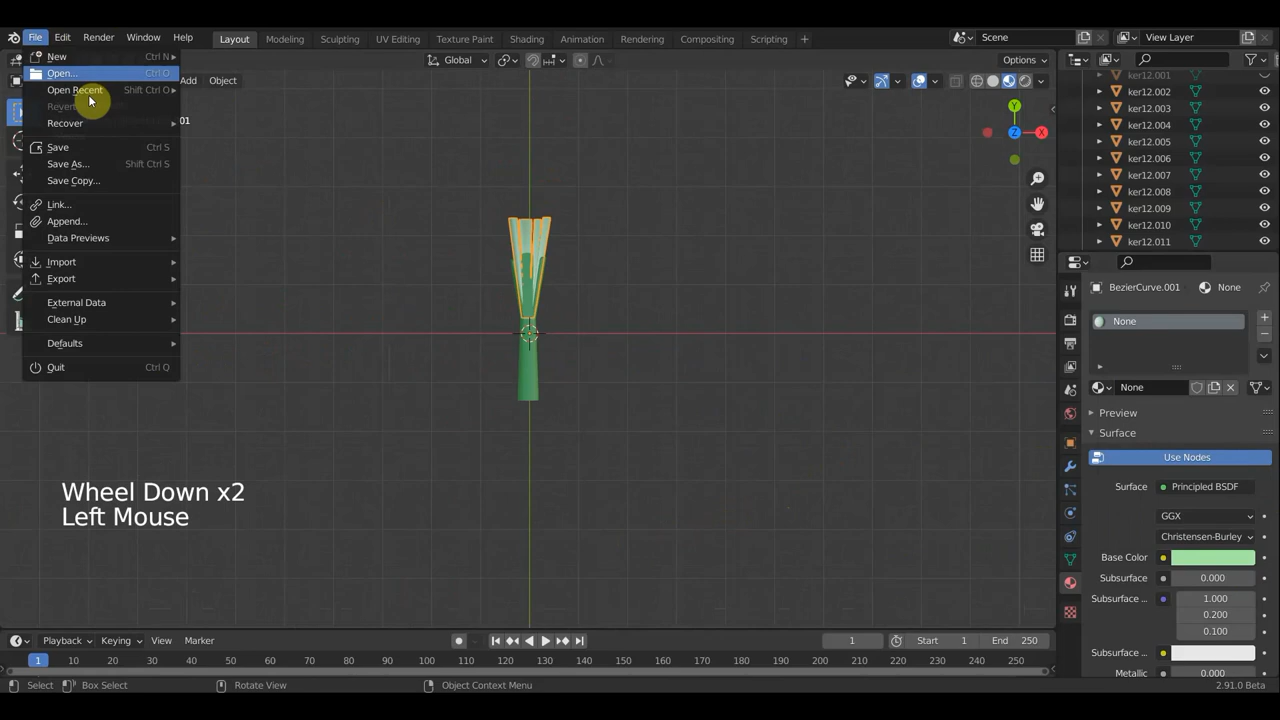 File Edit Render Window Help Layout Modeling Sculpting UV Editing Texture Paint Shading Animation Rendering Compositing Scripting + Scene View Layer
Global Options
Add Object
New Ctrl N
Open... Ctrl O
Open Recent Shift Ctrl O
Revert
Recover
Save Ctrl S
Save As... Shift Ctrl S
Save Copy...
Link...
Append...
Data Previews
Import
Export
External Data
Clean Up
Defaults
Quit Ctrl Q
01
Y
Z
X
ker12.001
ker12.002
ker12.003
ker12.004
ker12.005
ker12.006
ker12.007
ker12.008
ker12.009
ker12.010
ker12.011
BezierCurve.001 None
None
None
Preview
Surface
Use Nodes
Surface Principled BSDF
GGX
Christensen-Burley
Base Color
Subsurface 0.000
Subsurface ... 1.000
0.200
0.100
Subsurface ...
Metallic 0.000
Wheel Down x2
Left Mouse
Playback Keying View Marker 1 Start 1 End 250
1 10 20 30 40 50 60 70 80 90 100 110 120 130 140 150 160 170 180 190 200 210 220 230 240 250
Select Box Select Rotate View Object Context Menu 2.91.0 Beta